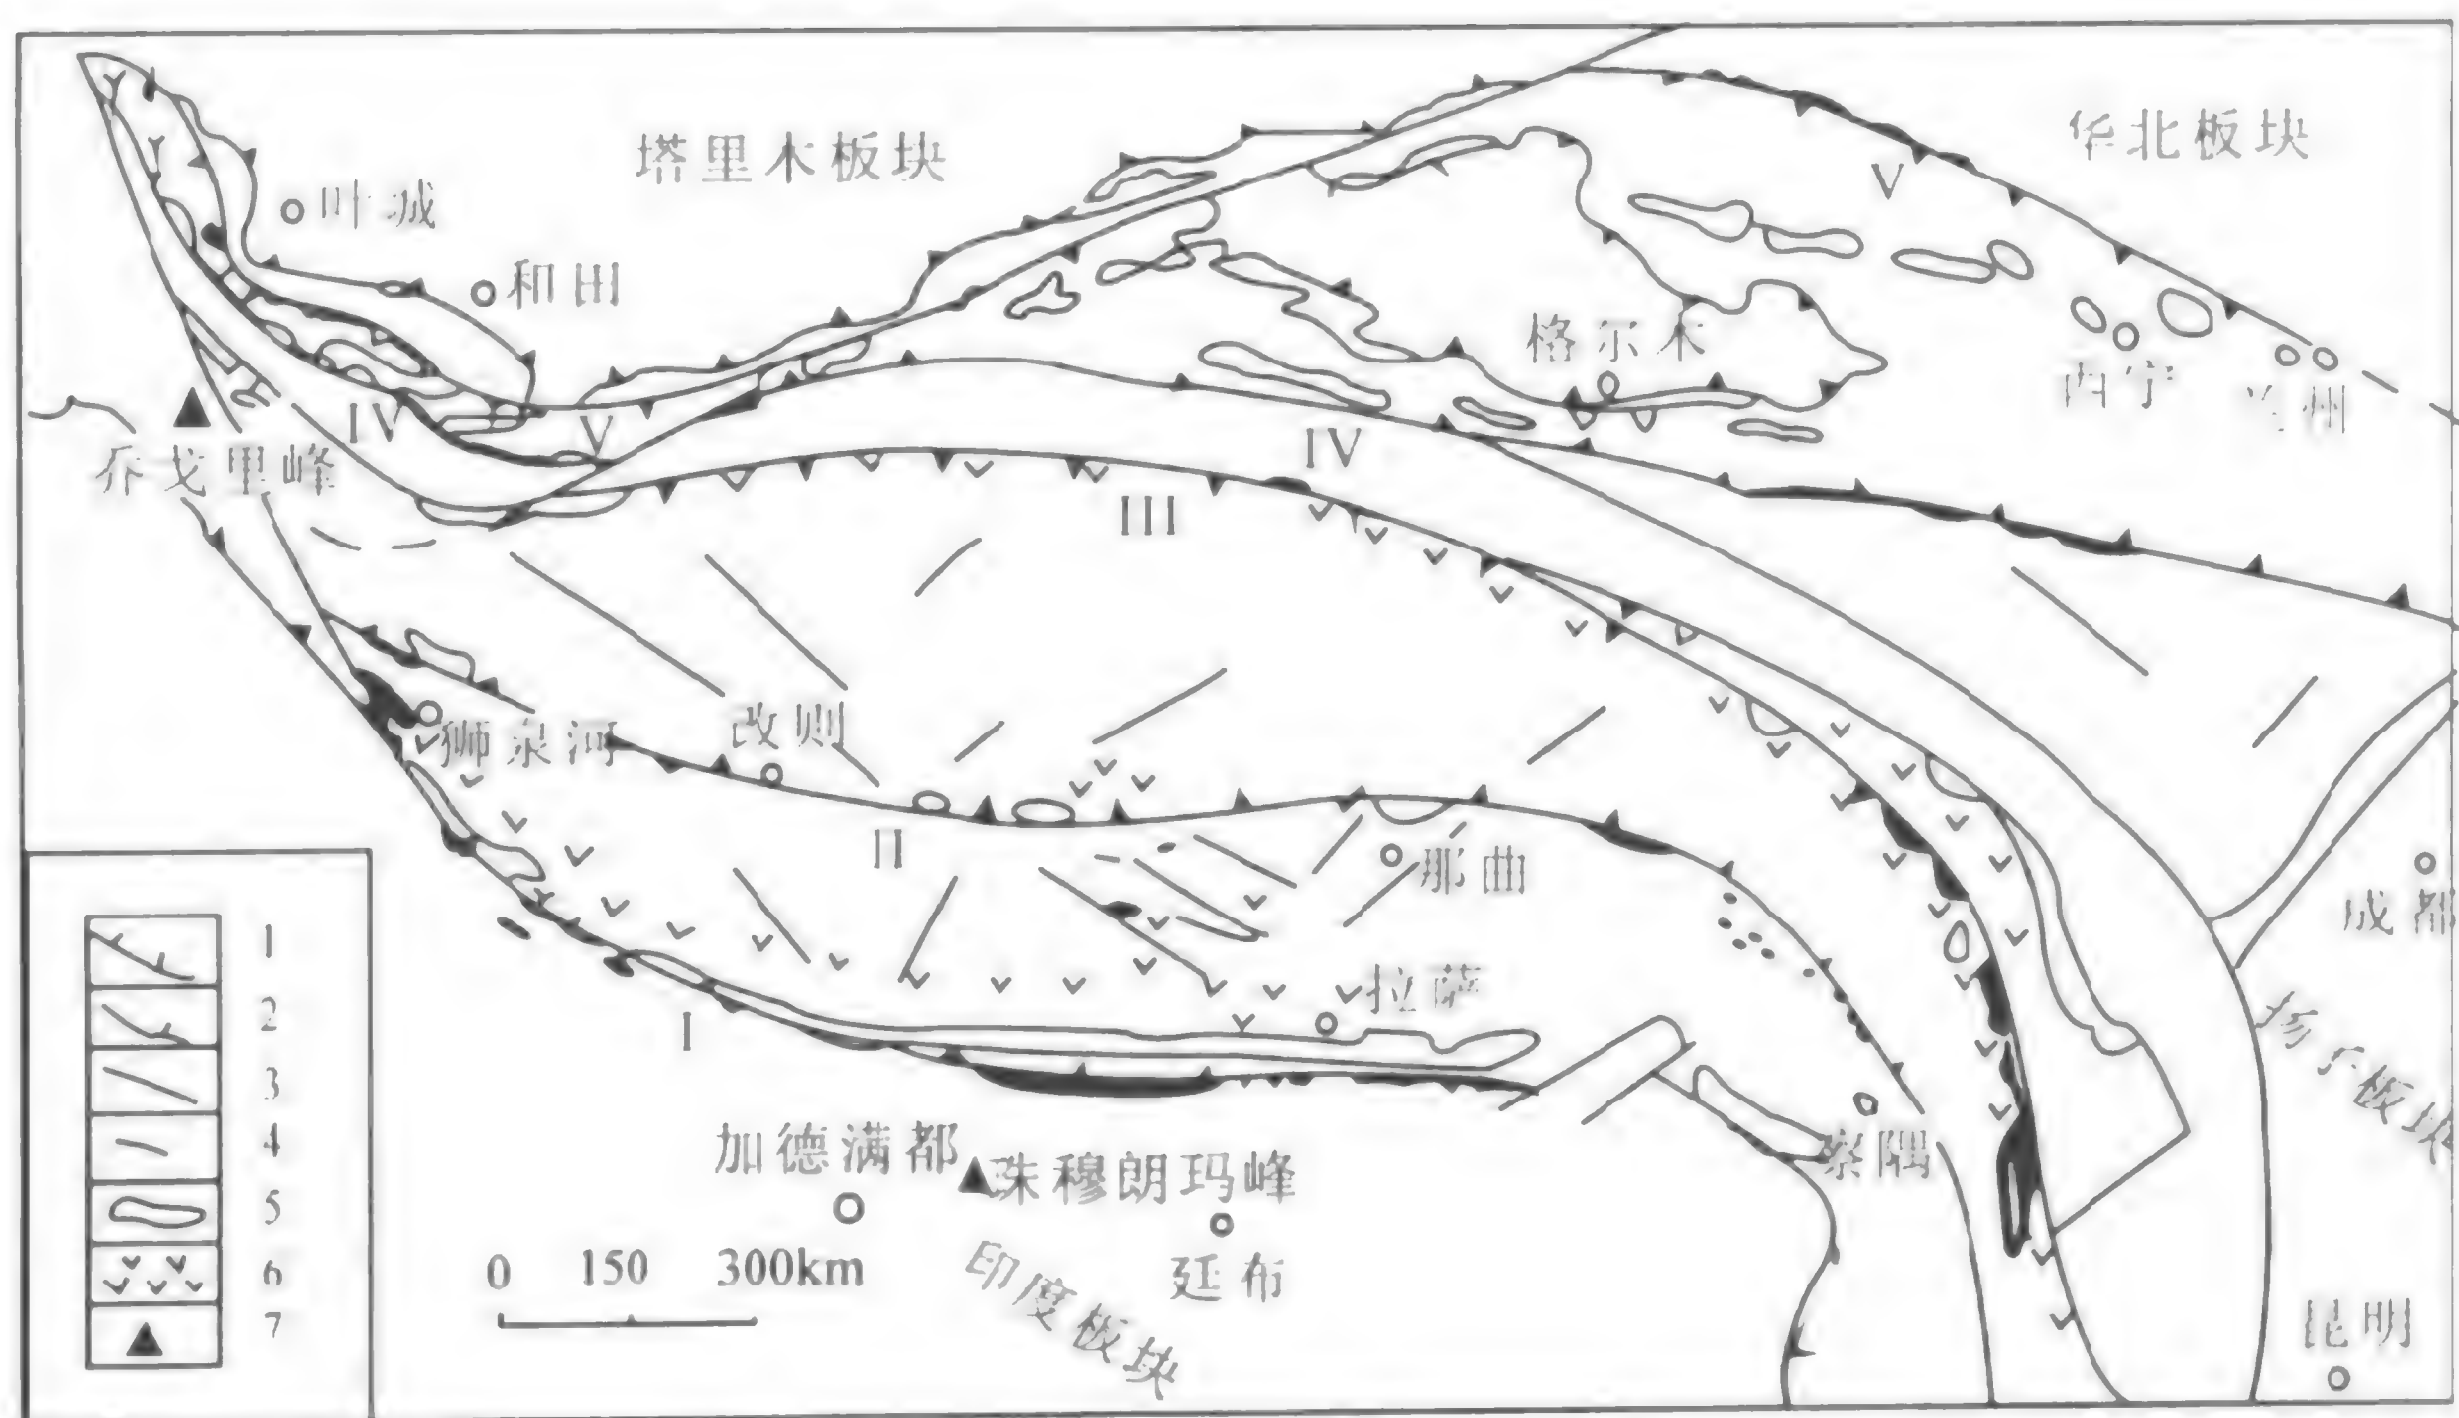 塔里木板块
华北板块
V
叶城
和田
格尔木
西宁
兰州
IV
V
IV
乔戈里峰
III
狮泉河
改则
II
那曲
成都
拉萨
I
扬子板块
加德满都
珠穆朗玛峰
察隅
廷布
印度板块
昆明
0 150 300km
1
2
3
4
5
6
7